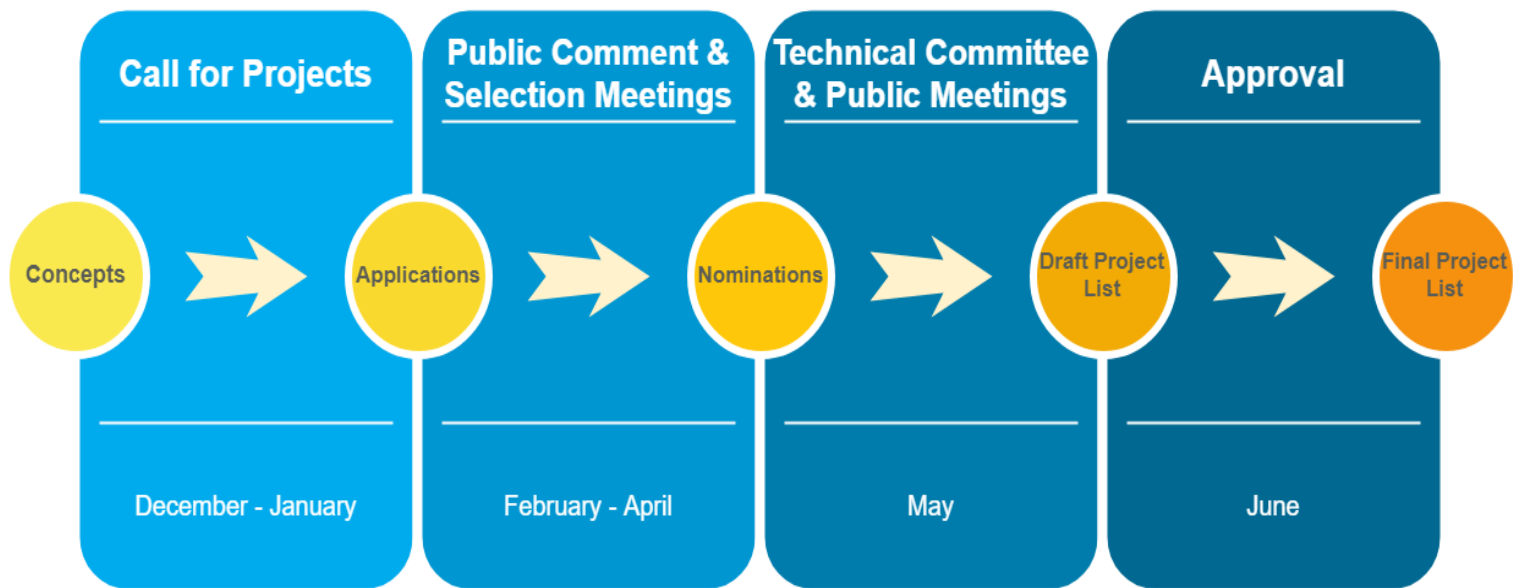 Call for Projects
Public Comment &
Selection Meetings
Technical Committee
& Public Meetings
Approval
Concepts
Applications
Nominations
Draft Project
List
Final Project
List
December - January
February - April
May
June